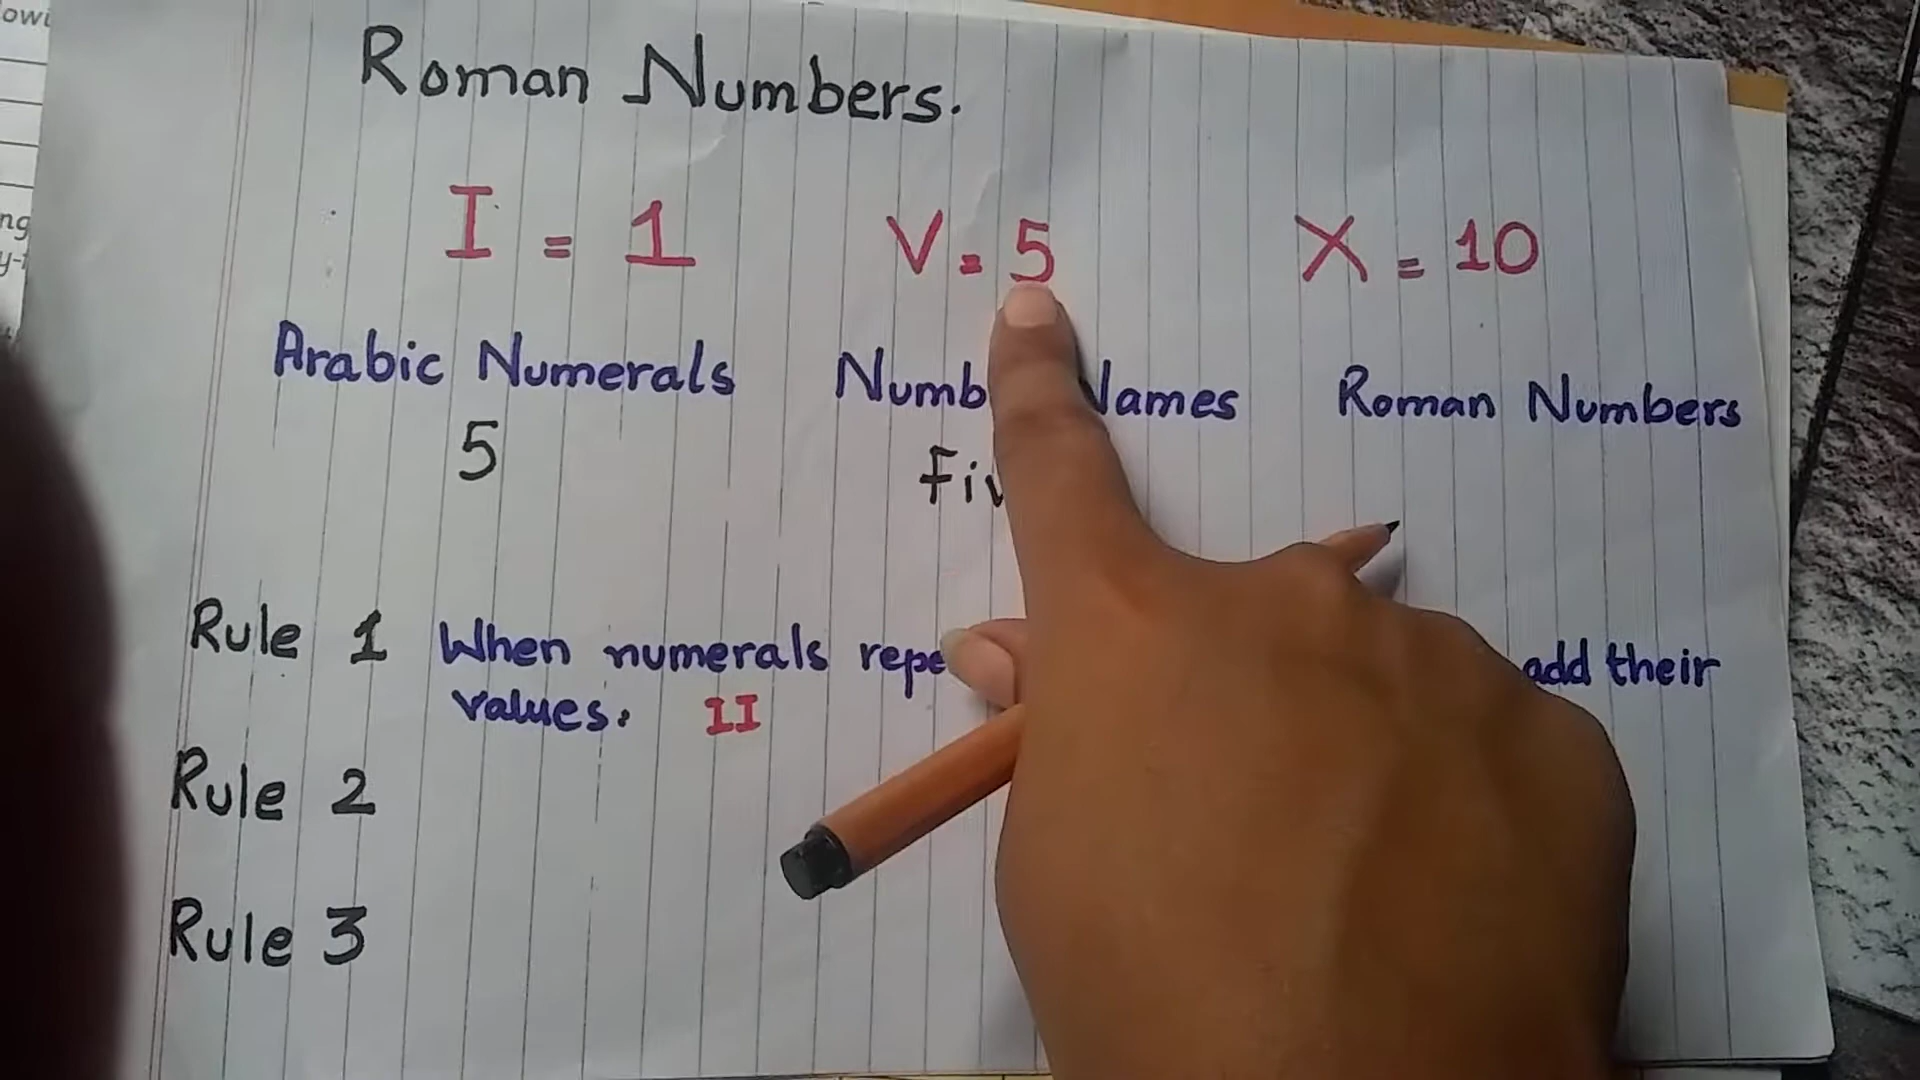 Roman Numbers.
I = 1 V = 5 X = 10
Arabic Numerals Names Roman Numbers
5
Rule 1 When numerals add their
values. II
Rule 2
Rule 3